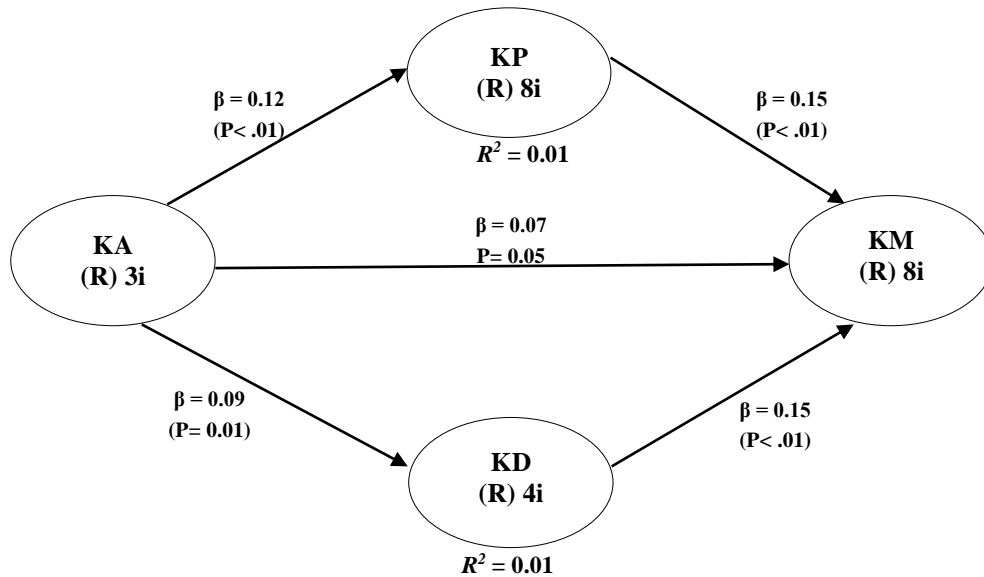 KP
(R) 8i
R² = 0.01
β = 0.12
(P< .01)
β = 0.15
(P< .01)
KA
(R) 3i
β = 0.07
P= 0.05
KM
(R) 8i
β = 0.09
(P= 0.01)
β = 0.15
(P< .01)
KD
(R) 4i
R² = 0.01